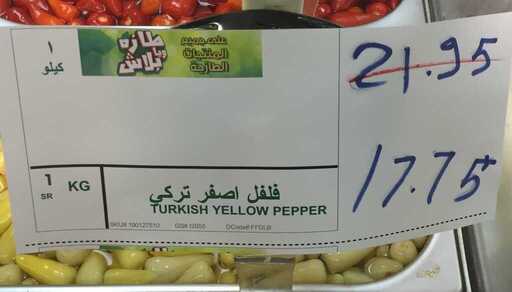 ١
كيلو
طازه
وبلاش
على جميع
المنتجات
الطازجة
21.95
17.75
1 KG
SR
فلفل اصفر تركي
TURKISH YELLOW PEPPER